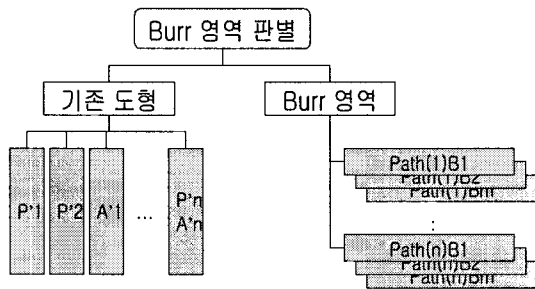 Burr 영역 판별
기존 도형
Burr 영역
P'1
P'2
A'1
...
P'n
A'n
Path(1)B1
Path(1)B2
Path(1)Bm
:
Path(n)B1
Path(n)B2
Path(n)Bm